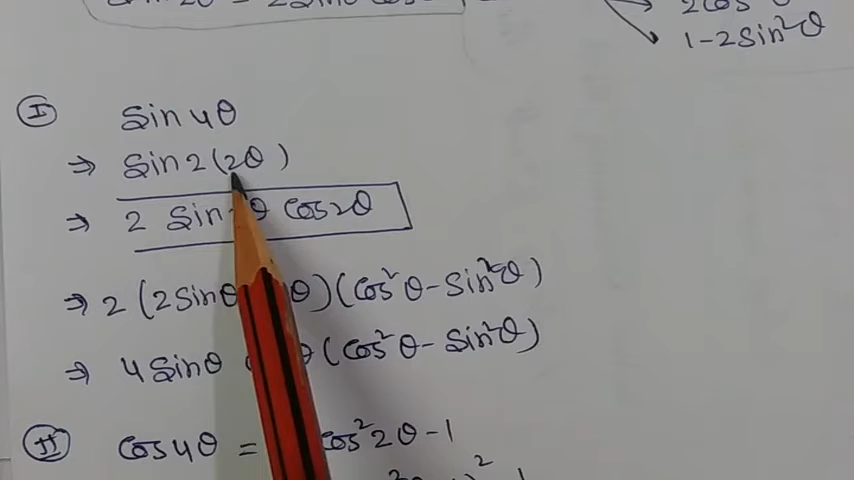 2cos
1-2sin²θ
I sin4θ
⇒ sin2(2θ)
⇒ 2 sin θ cos2θ
⇒ 2(2sinθ θ)(cos²θ-sin²θ)
⇒ 4sinθ θ(cos²θ-sin²θ)
II cos4θ = cos²2θ-1